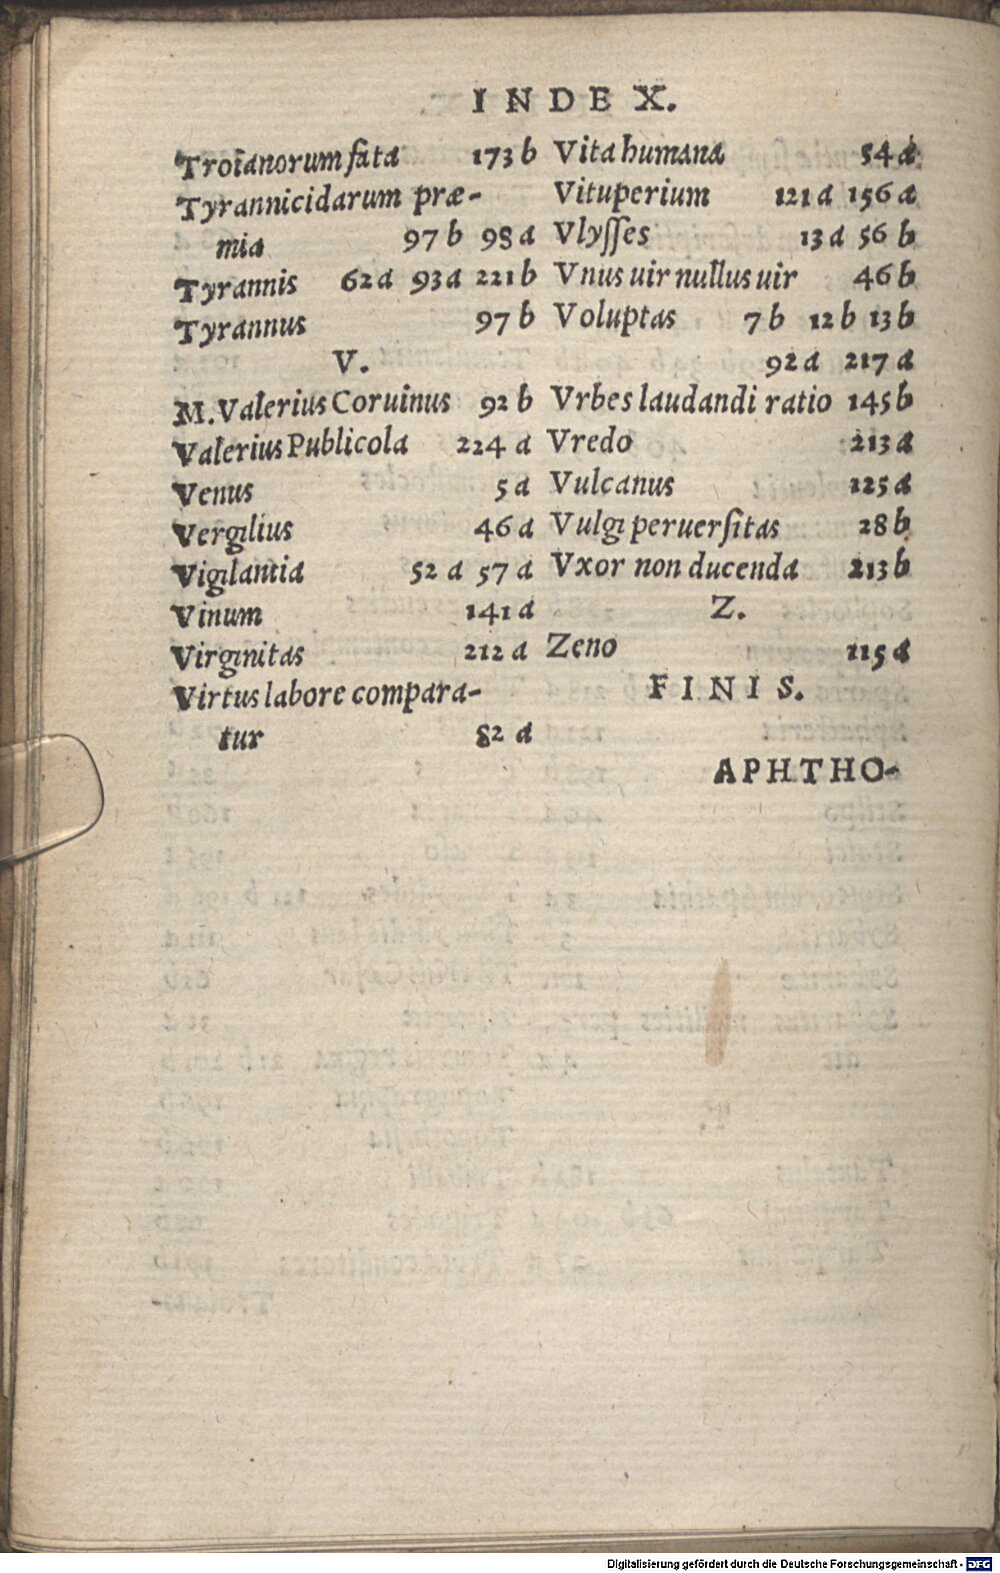 INDEX.
Troianorum fata 173 b
Tyrannicidarum præ-
mia 97 b 98 a
Tyrannis 62 a 93 a 221 b
Tyrannus 97 b
V.
M. Valerius Coruinus 92 b
Valerius Publicola 224 a
Venus 5 a
Vergilius 46 a
Vigilantia 52 a 57 a
Vinum 141 a
Virginitas 212 a
Virtus labore compara-
tur 82 a
Vita humana 54 a
Vituperium 121 a 156 a
Vlyſſes 13 a 56 b
Vnus uir nullus uir 46 b
Voluptas 7 b 12 b 13 b
92 a 217 a
Vrbes laudandi ratio 145 b
Vredo 213 a
Vulcanus 125 a
Vulgi peruerſitas 28 b
Vxor non ducenda 213 b
Z.
Zeno 115 a
FINIS.
APHTHO-
Digitalisierung gefördert durch die Deutsche Forschungsgemeinschaft - DFG